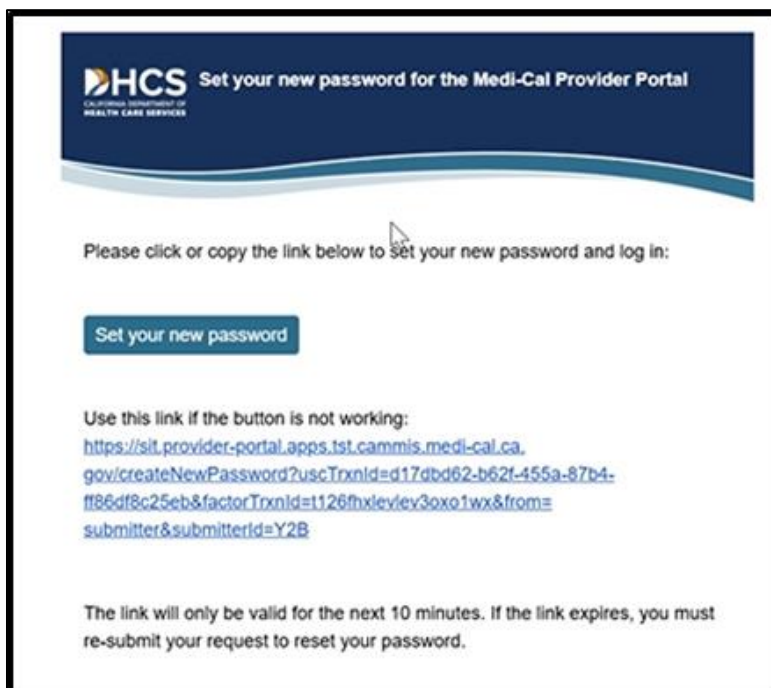 DHCS
CALIFORNIA DEPARTMENT OF
HEALTH CARE SERVICES
Set your new password for the Medi-Cal Provider Portal
Please click or copy the link below to set your new password and log in:
Set your new password
Use this link if the button is not working:
https://sit.provider-portal.apps.tst.cammis.medi-cal.ca.
gov/createNewPassword?uscTrxnId=d17dbd62-b62f-455a-87b4-
ff86df8c25eb&factorTrxnId=t126fhxlevlev3oxo1wx&from=
submitter&submitterId=Y2B
The link will only be valid for the next 10 minutes. If the link expires, you must
re-submit your request to reset your password.